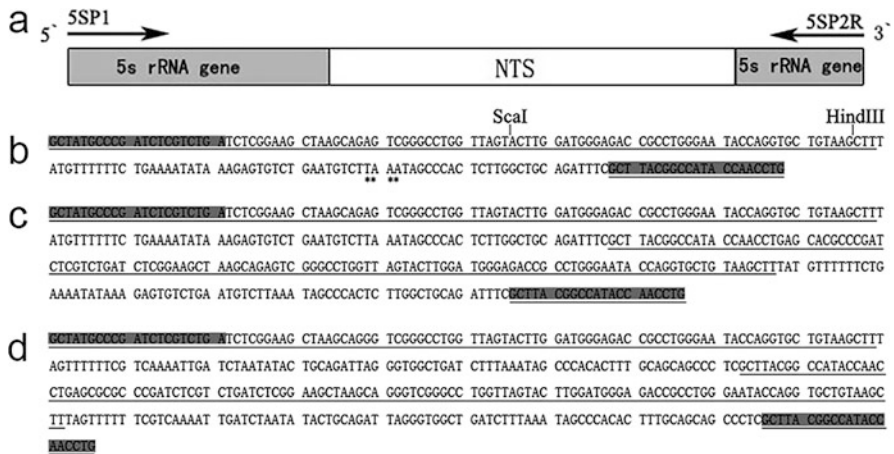 a
5SP1
5`
5SP2R
3`
5s rRNA gene NTS 5s rRNA gene
ScaI HindIII
b
GCTATGCCCG ATCTCGTCTGA ATCTCGGAAG CTAAGCAGAG TCGGGCCTGG TTAGTACTTG GATGGGAGAC CGCCTGGGAA TACCAGGTGC TGTAAGCTTT
ATGTTTTTTC TGAAAATATA AAGAGTGTCT GAATGTCTTA AATAGCCCAC TCTTGGCTGC AGATTTCGCT TACGGCCATA CCAACCTG
** **
c
GCTATGCCCG ATCTCGTCTG ATCTCGGAAG CTAAGCAGAG TCGGGCCTGG TTAGTACTTG GATGGGAGAC CGCCTGGGAA TACCAGGTGC TGTAAGCTTT
ATGTTTTTTC TGAAAATATA AAGAGTGTCT GAATGTCTTA AATAGCCCAC TCTTGGCTGC AGATTTCGCT TACGGCCATA CCAACCTGAG CACGCCCGAT
CTCGTCTGAT CTCGGAAGCT AAGCAGAGTC GGGCCTGGTT AGTACTTGGA TGGGAGACCG CCTGGGAATA CCAGGTGCTG TAAGCTTTAT GTTTTTTCTG
AAAATATAAA GAGTGTCTGA ATGTCTTAAA TAGCCCACTC TTGGCTGCAG ATTTCGCTTA CGGCCATACC AACCTG
d
GCTATGCCCG ATCTCGTCTG ATCTCGGAAG CTAAGCAGGG TCGGGCCTGG TTAGTACTTG GATGGGAGAC CGCCTGGGAA TACCAGGTGC TGTAAGCTTT
AGTTTTTTCG TCAAAATTGA TCTAATATAC TGCAGATTAG GGTGGCTGAT CTTTAAATAG CCCACACTTT GCAGCAGCCC TCGCTTACGG CCATACCAAC
CTGAGCGCGC CCGATCTCGT CTGATCTCGG AAGCTAAGCA GGGTCGGGCC TGGTTAGTAC TTGGATGGGA GACCGCCTGG GAATACCAGG TGCTGTAAGC
TTTAGTTTTT TCGTCAAAAT TGATCTAATA TACTGCAGAT TAGGGTGGCT GATCTTTAAA TAGCCCACAC TTTGCAGCAG CCCTCGCTTA CGGCCATACC
AACCTG